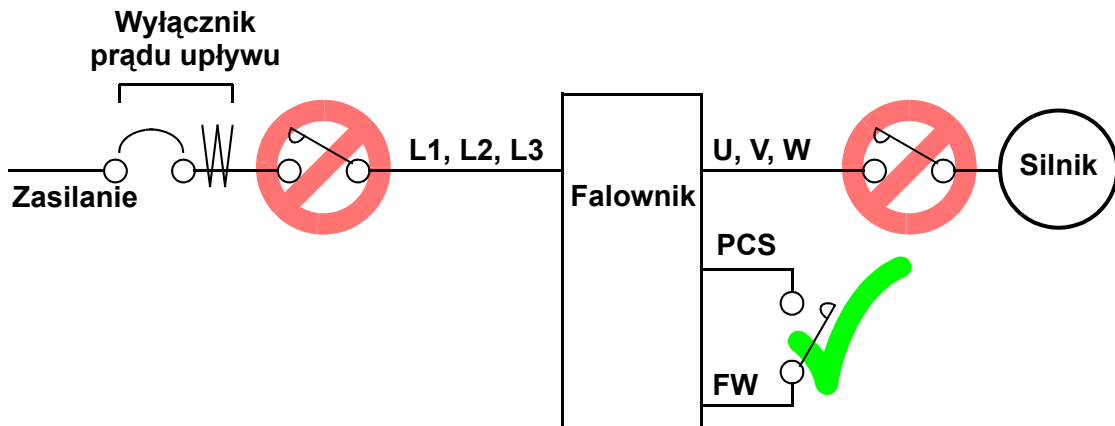 Wyłącznik
prądu upływu
L1, L2, L3
U, V, W
Zasilanie
Falownik
Silnik
PCS
FW